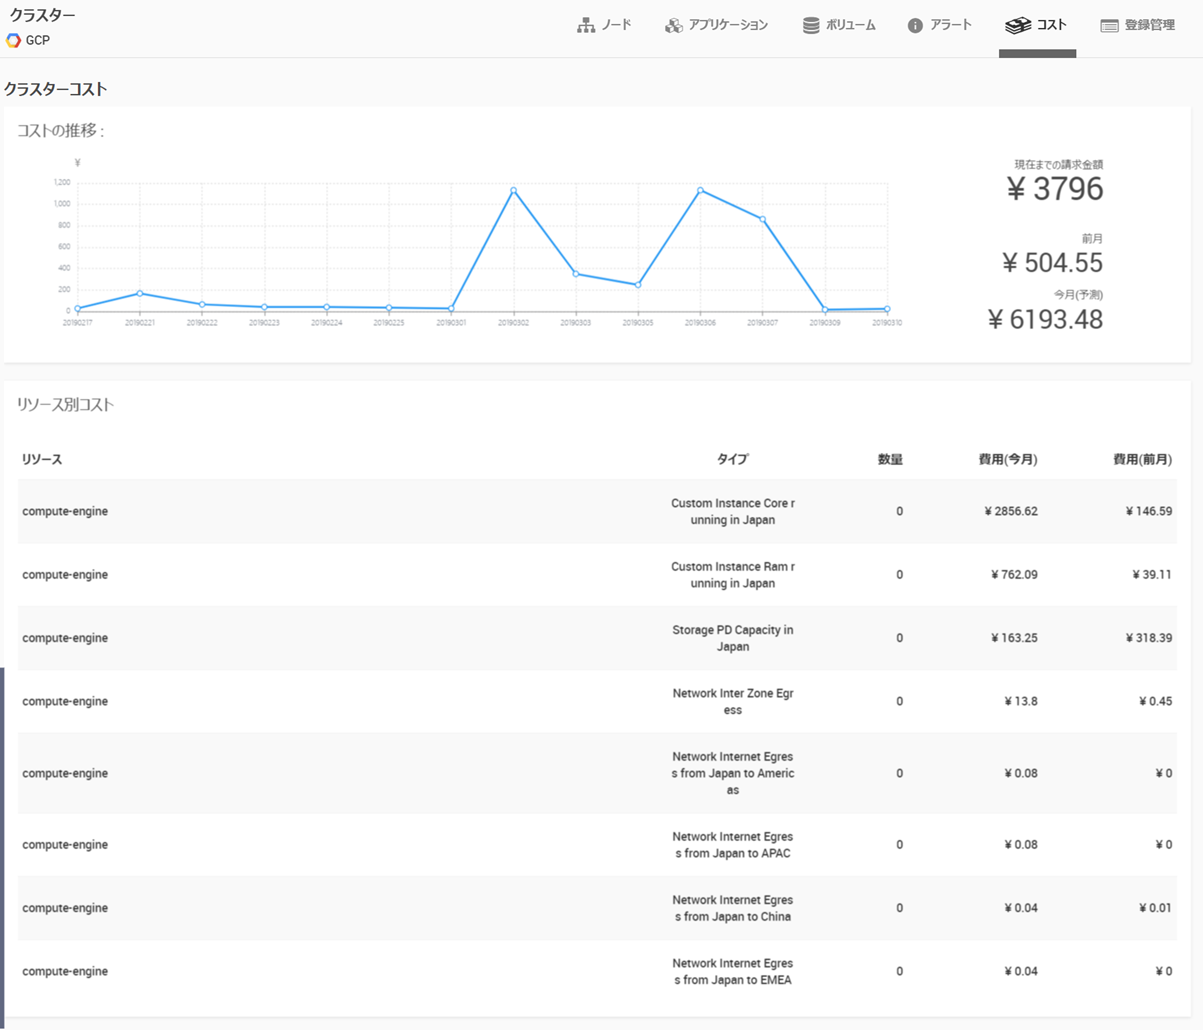 クラスター
GCP
ノード
アプリケーション
ボリューム
アラート
コスト
登録管理
クラスターコスト
コストの推移 :
¥
1,200
1,000
800
600
400
200
0
20190217 20190221 20190222 20190223 20190224 20190225 20190301 20190302 20190303 20190305 20190306 20190307 20190309 20190310
現在までの請求金額
¥ 3796
前月
¥ 504.55
今月(予測)
¥ 6193.48
リソース別コスト
リソース タイプ 数量 費用(今月) 費用(前月)
compute-engine Custom Instance Core r
unning in Japan 0 ¥ 2856.62 ¥ 146.59
compute-engine Custom Instance Ram r
unning in Japan 0 ¥ 762.09 ¥ 39.11
compute-engine Storage PD Capacity in
Japan 0 ¥ 163.25 ¥ 318.39
compute-engine Network Inter Zone Egr
ess 0 ¥ 13.8 ¥ 0.45
compute-engine Network Internet Egres
s from Japan to Americ
as 0 ¥ 0.08 ¥ 0
compute-engine Network Internet Egres
s from Japan to APAC 0 ¥ 0.08 ¥ 0
compute-engine Network Internet Egres
s from Japan to China 0 ¥ 0.04 ¥ 0.01
compute-engine Network Internet Egres
s from Japan to EMEA 0 ¥ 0.04 ¥ 0